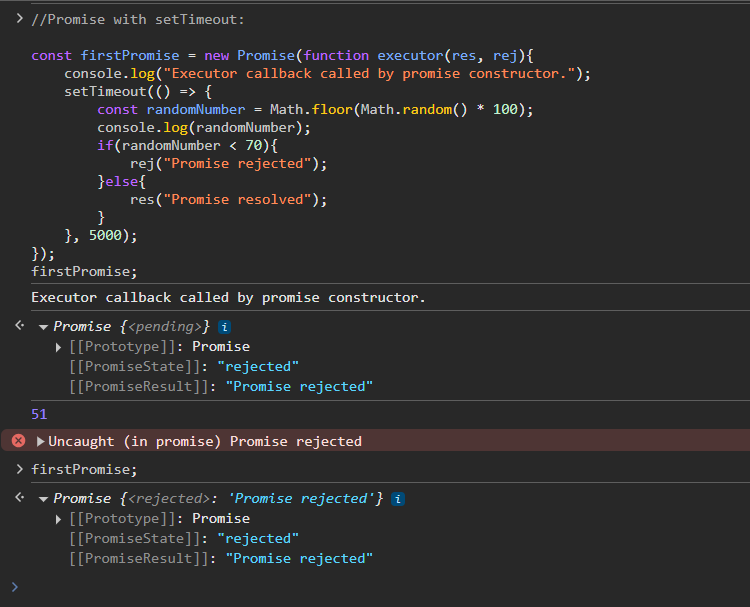 //Promise with setTimeout:
const firstPromise = new Promise(function executor(res, rej){
    console.log("Executor callback called by promise constructor.");
    setTimeout(() => {
        const randomNumber = Math.floor(Math.random() * 100);
        console.log(randomNumber);
        if(randomNumber < 70){
            rej("Promise rejected");
        }else{
            res("Promise resolved");
        }
    }, 5000);
});
firstPromise;
Executor callback called by promise constructor.
Promise {<pending>} i
[[Prototype]]: Promise
[[PromiseState]]: "rejected"
[[PromiseResult]]: "Promise rejected"
51
Uncaught (in promise) Promise rejected
firstPromise;
Promise {<rejected>: 'Promise rejected'} i
[[Prototype]]: Promise
[[PromiseState]]: "rejected"
[[PromiseResult]]: "Promise rejected"